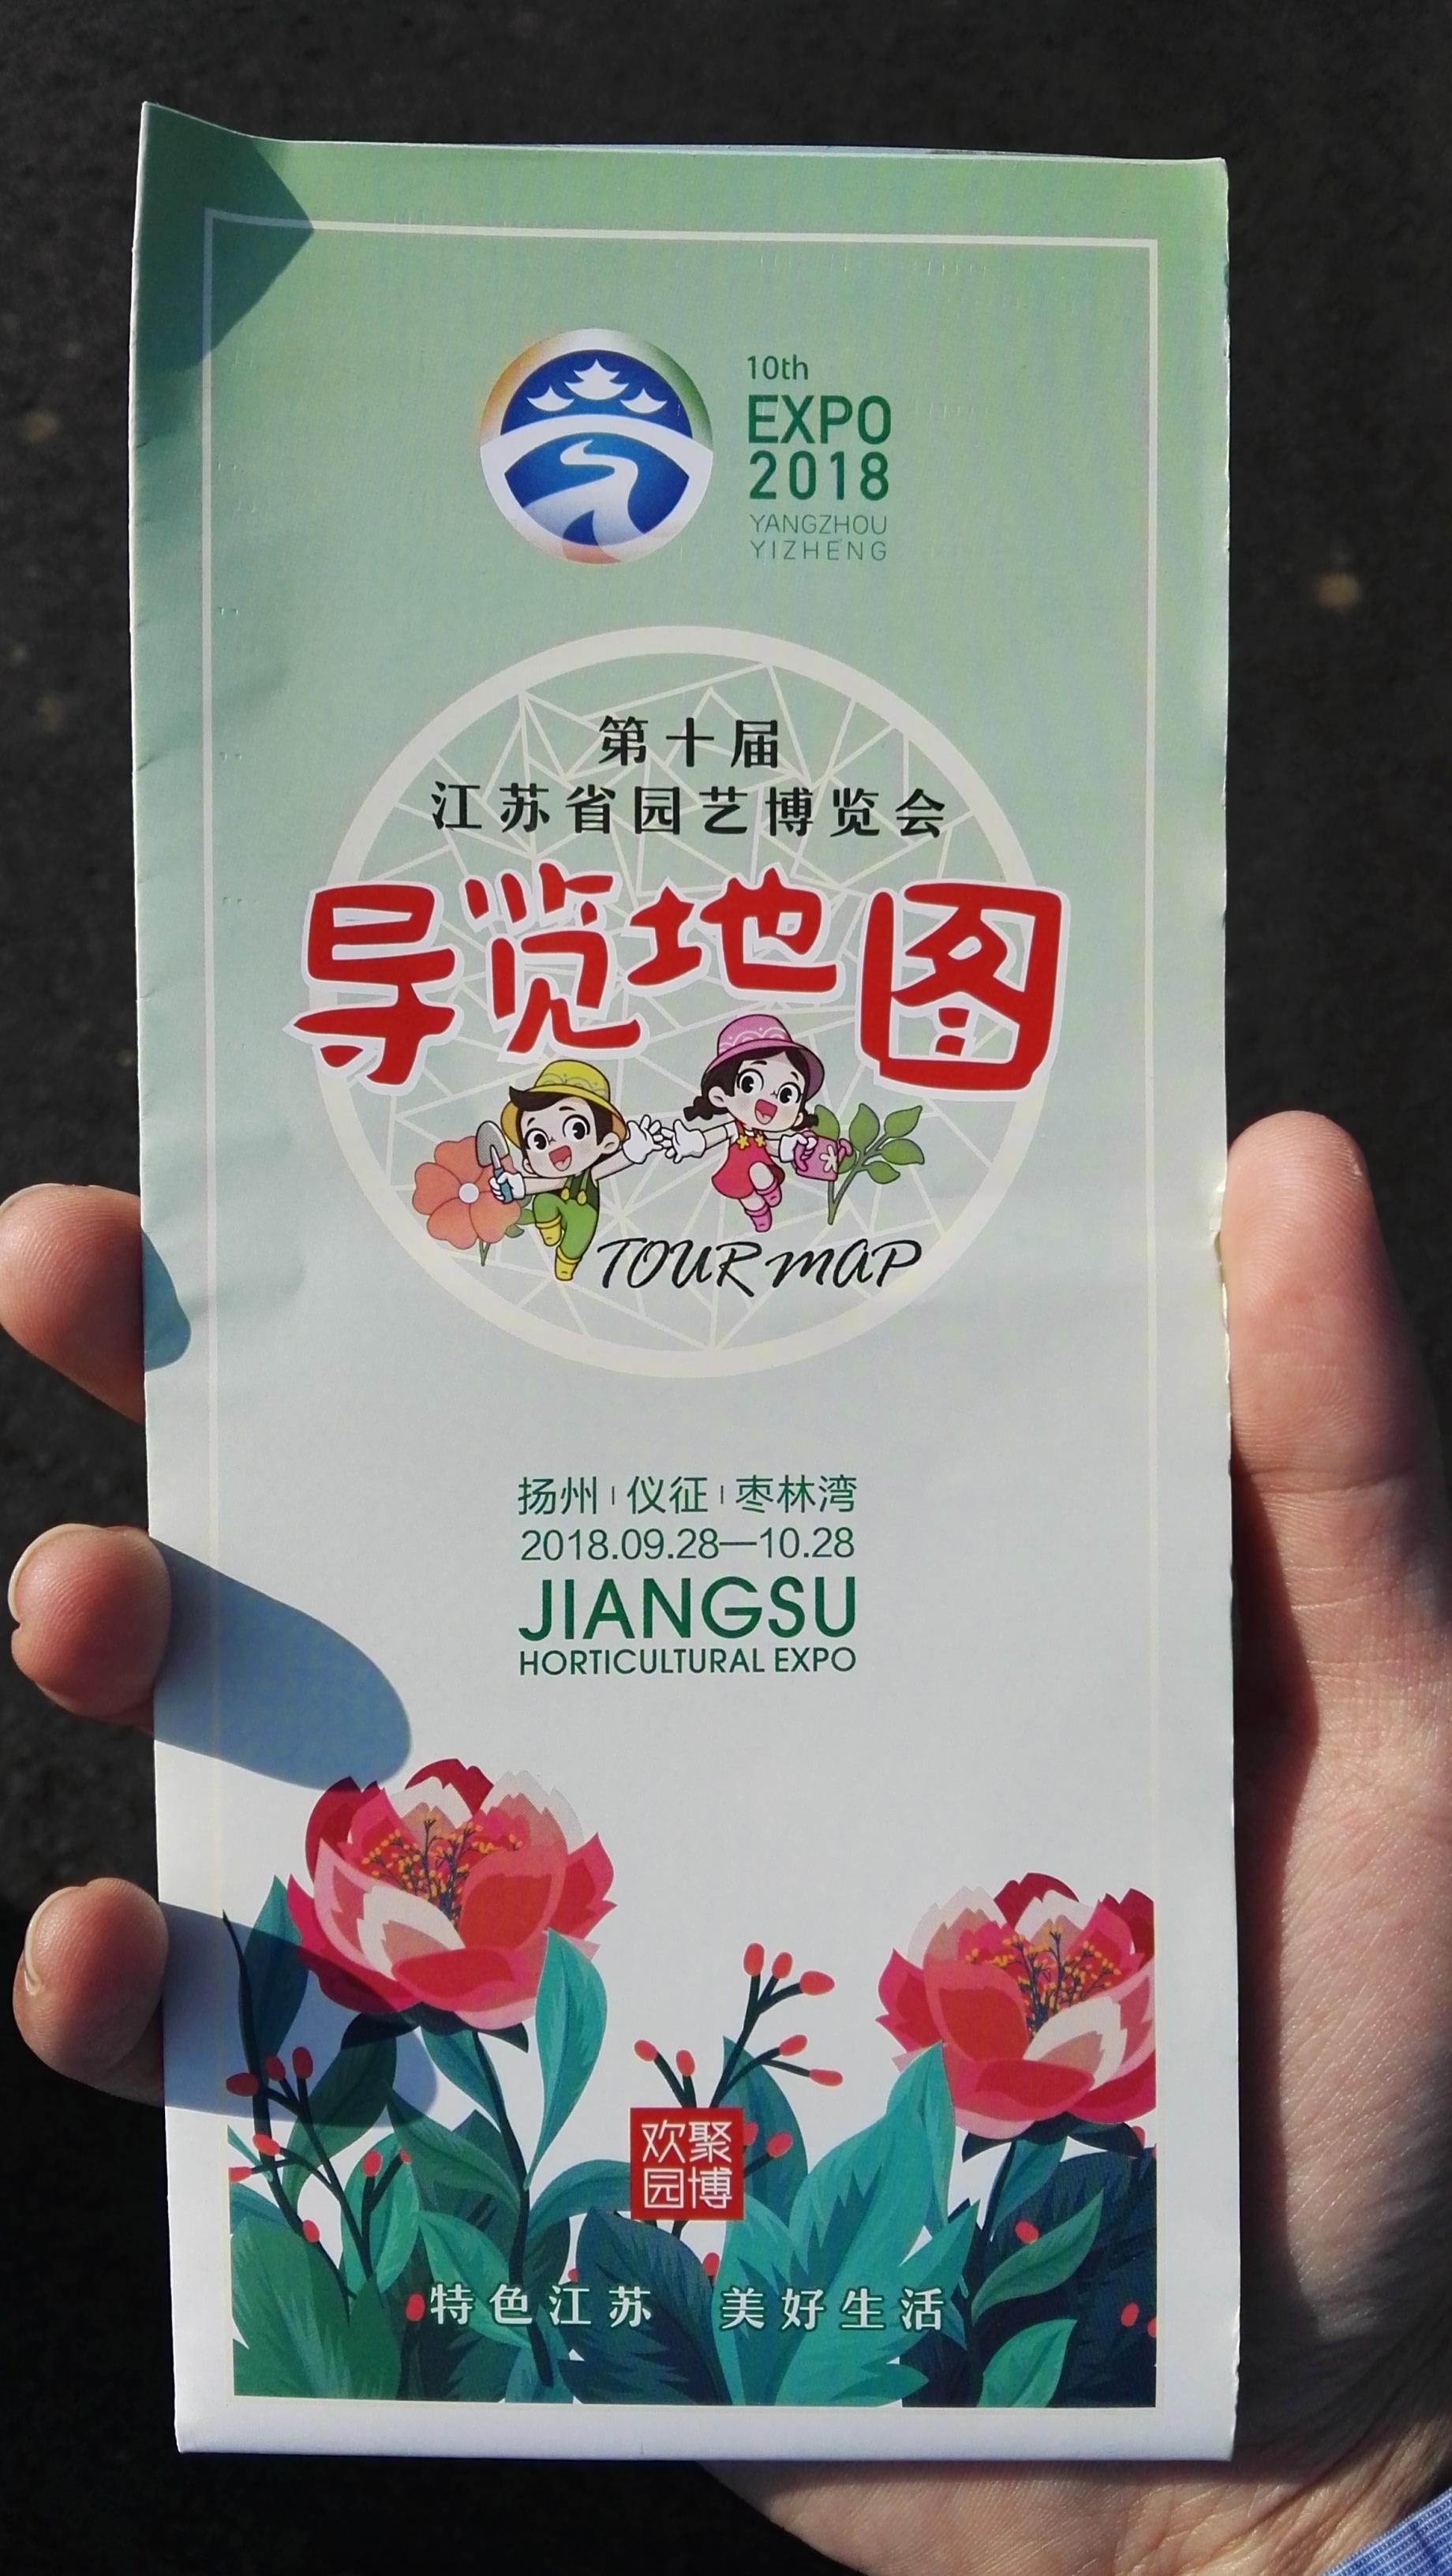 10th
EXPO
2018
YANGZHOU
YIZHENG
第十届
江苏省园艺博览会
导览地图
TOUR MAP
扬州 | 仪征 | 枣林湾
2018.09.28—10.28
JIANGSU
HORTICULTURAL EXPO
欢聚
园博
特色江苏 美好生活